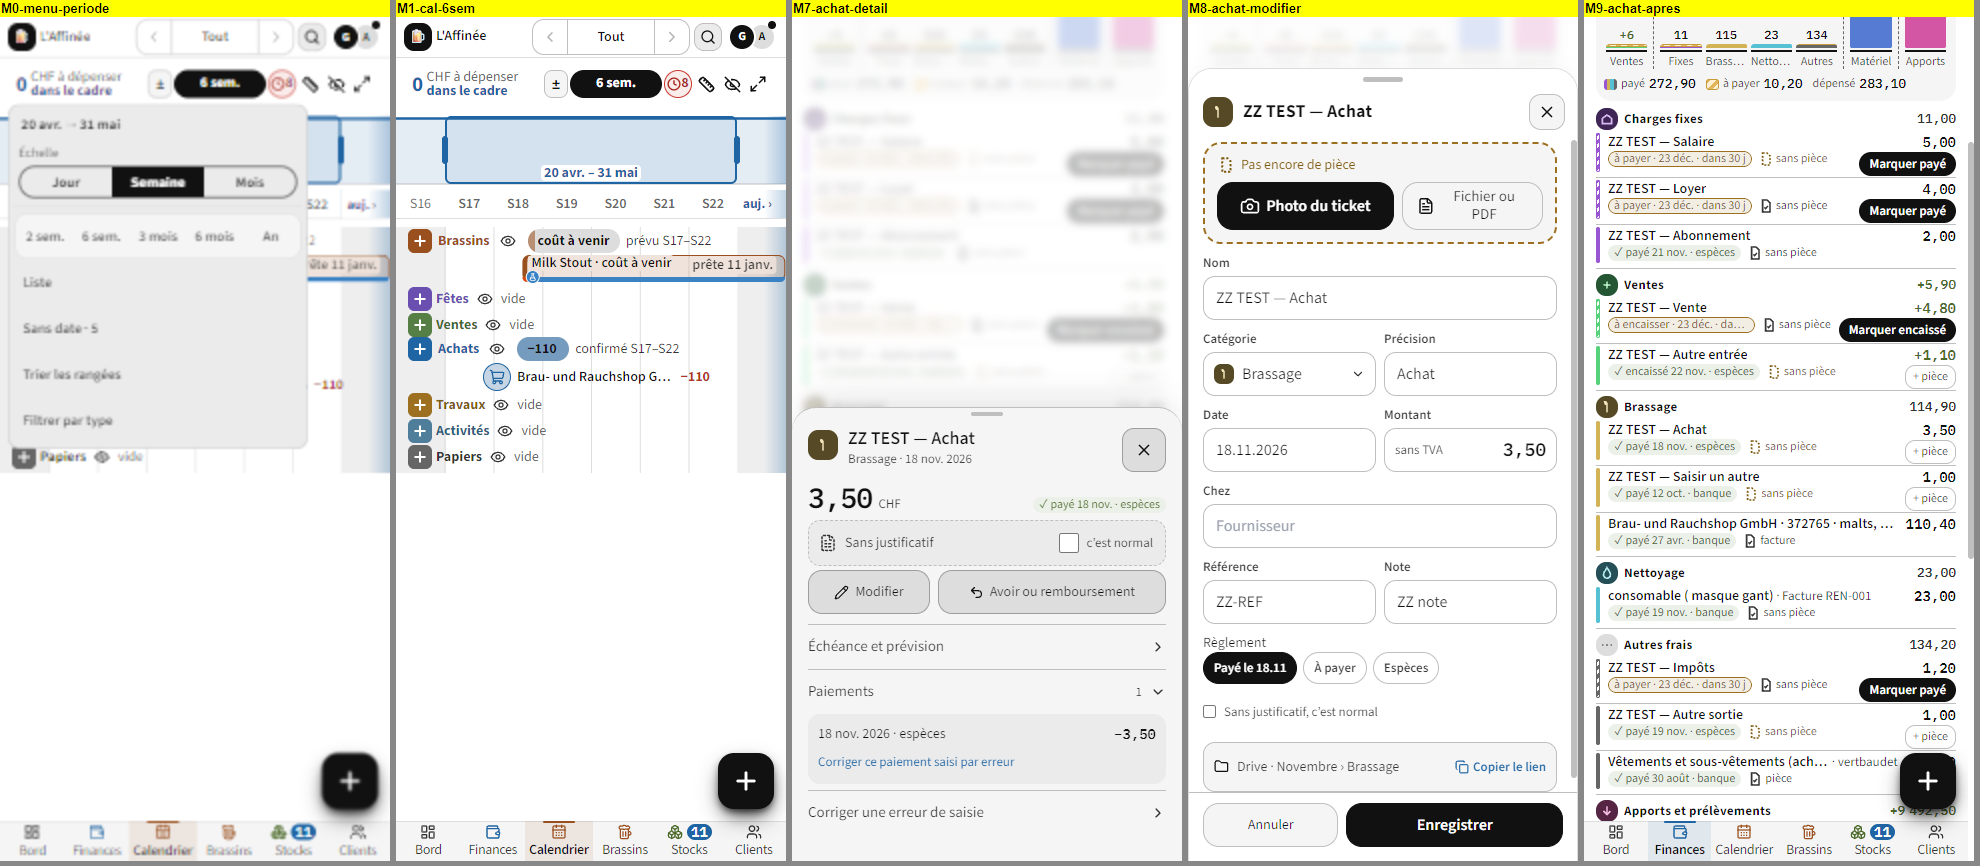 M0-menu-periode
L'Affinée
Tout
G A
0 CHF à dépenser
dans le cadre
±
6 sem.
8
20 avr. → 31 mai
Échelle
Jour
Semaine
Mois
S22
auj. ›
2 sem.
6 sem.
3 mois
6 mois
An
prête 11 janv.
Liste
Sans date · 5
Trier les rangées
−110
Filtrer par type
Papiers
vide
Bord
Finances
Calendrier
Brassins
Stocks
11
Clients
M1-cal-6sem
L'Affinée
Tout
G A
0 CHF à dépenser
dans le cadre
±
6 sem.
8
20 avr. – 31 mai
S16 S17 S18 S19 S20 S21 S22 auj. ›
Brassins coût à venir prévu S17–S22
Milk Stout · coût à venir prête 11 janv.
Fêtes vide
Ventes vide
Achats −110 confirmé S17–S22
Brau- und Rauchshop G... −110
Travaux vide
Activités vide
Papiers vide
Bord
Finances
Calendrier
Brassins
Stocks
11
Clients
M7-achat-detail
ZZ TEST — Achat
Brassage · 18 nov. 2026
3,50 CHF
✓ payé 18 nov. · espèces
Sans justificatif
c'est normal
Modifier
Avoir ou remboursement
Échéance et prévision
Paiements 1
18 nov. 2026 · espèces −3,50
Corriger ce paiement saisi par erreur
Corriger une erreur de saisie
M8-achat-modifier
ZZ TEST — Achat
Pas encore de pièce
Photo du ticket
Fichier ou
PDF
Nom
ZZ TEST — Achat
Catégorie
Précision
Brassage
Achat
Date
Montant
18.11.2026
sans TVA 3,50
Chez
Fournisseur
Référence
Note
ZZ-REF
ZZ note
Règlement
Payé le 18.11
À payer
Espèces
Sans justificatif, c'est normal
Drive · Novembre › Brassage
Copier le lien
Annuler
Enregistrer
M9-achat-apres
+6 11 115 23 134
Ventes Fixes Brass... Netto... Autres Matériel Apports
payé 272,90 à payer 10,20 dépensé 283,10
Charges fixes 11,00
ZZ TEST — Salaire 5,00
à payer · 23 déc. · dans 30 j sans pièce Marquer payé
ZZ TEST — Loyer 4,00
à payer · 23 déc. · dans 30 j sans pièce Marquer payé
ZZ TEST — Abonnement 2,00
✓ payé 21 nov. · espèces sans pièce
Ventes +5,90
ZZ TEST — Vente +4,80
à encaisser · 23 déc. · da... sans pièce Marquer encaissé
ZZ TEST — Autre entrée +1,10
✓ encaissé 22 nov. · espèces sans pièce + pièce
Brassage 114,90
ZZ TEST — Achat 3,50
✓ payé 18 nov. · espèces sans pièce + pièce
ZZ TEST — Saisir un autre 1,00
✓ payé 12 oct. · banque sans pièce + pièce
Brau- und Rauchshop GmbH · 372765 · malts, ... 110,40
✓ payé 27 avr. · banque facture
Nettoyage 23,00
consomable ( masque gant) · Facture REN-001 23,00
✓ payé 19 nov. · banque sans pièce
Autres frais 134,20
ZZ TEST — Impôts 1,20
à payer · 23 déc. · dans 30 j sans pièce Marquer payé
ZZ TEST — Autre sortie 1,00
✓ payé 19 nov. · espèces sans pièce + pièce
Vêtements et sous-vêtements (ach... · vertbaudet
✓ payé 30 août · banque pièce
Apports et prélèvements
Bord
Finances
Calendrier
Brassins
Stocks
11
Clients